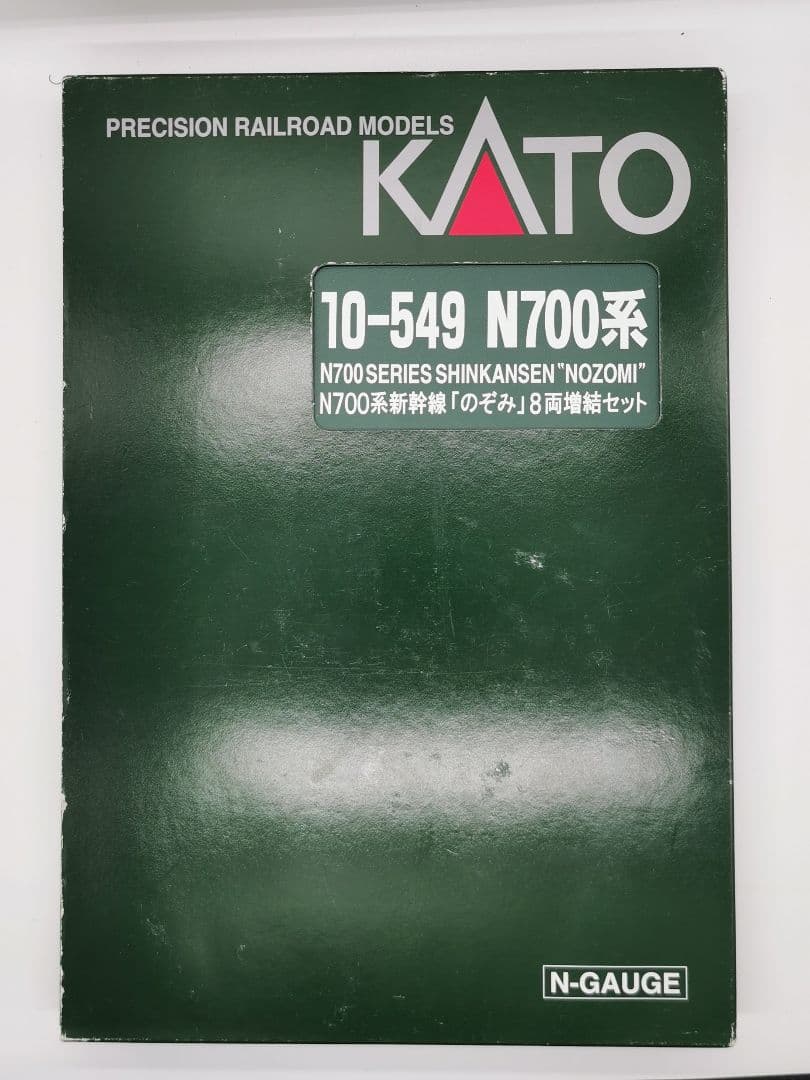 PRECISION RAILROAD MODELS
KATO
10-549 N700系
N700 SERIES SHINKANSEN "NOZOMI"
N700系新幹線「のぞみ」8両増結セット
N-GAUGE